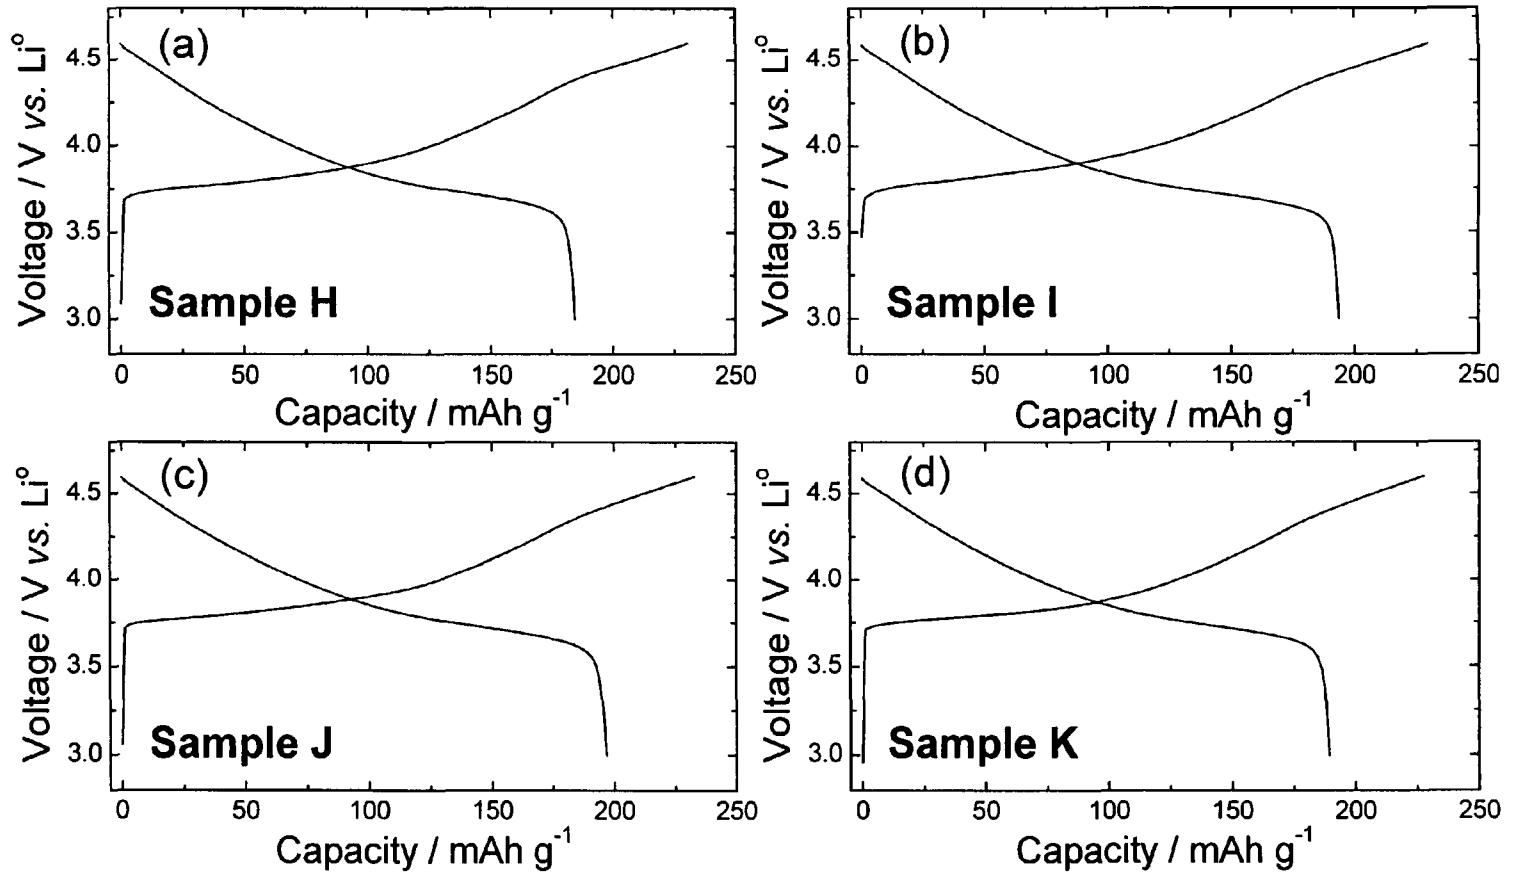 (a)
Voltage / V vs. Li°
4.5
4.0
3.5
3.0
Sample H
0 50 100 150 200 250
Capacity / mAh g⁻¹
(b)
Voltage / V vs. Li°
4.5
4.0
3.5
3.0
Sample I
0 50 100 150 200 250
Capacity / mAh g⁻¹
(c)
Voltage / V vs. Li°
4.5
4.0
3.5
3.0
Sample J
0 50 100 150 200 250
Capacity / mAh g⁻¹
(d)
Voltage / V vs. Li°
4.5
4.0
3.5
3.0
Sample K
0 50 100 150 200 250
Capacity / mAh g⁻¹